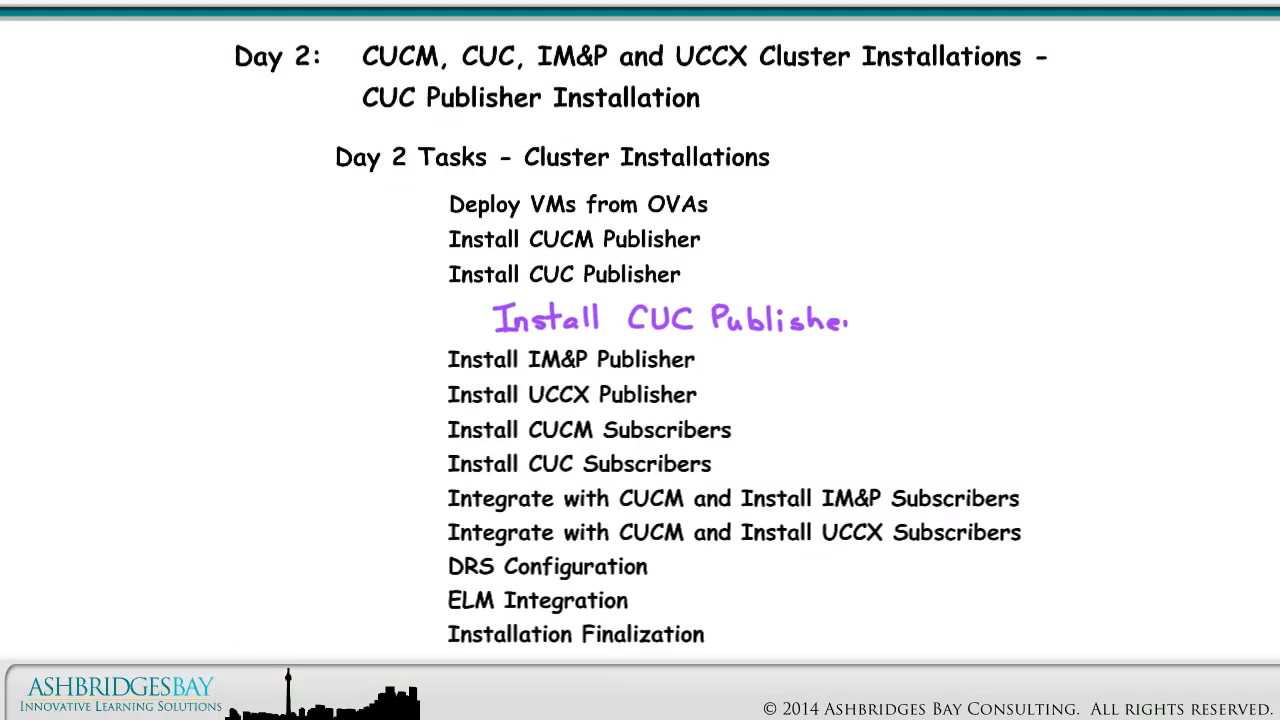 Day 2: CUCM, CUC, IM&P and UCCX Cluster Installations -
CUC Publisher Installation
Day 2 Tasks - Cluster Installations
Deploy VMs from OVAs
Install CUCM Publisher
Install CUC Publisher
Install CUC Publisher
Install IM&P Publisher
Install UCCX Publisher
Install CUCM Subscribers
Install CUC Subscribers
Integrate with CUCM and Install IM&P Subscribers
Integrate with CUCM and Install UCCX Subscribers
DRS Configuration
ELM Integration
Installation Finalization
ASHBRIDGESBAY
INNOVATIVE LEARNING SOLUTIONS
© 2014 ASHBRIDGES BAY CONSULTING. ALL RIGHTS RESERVED.